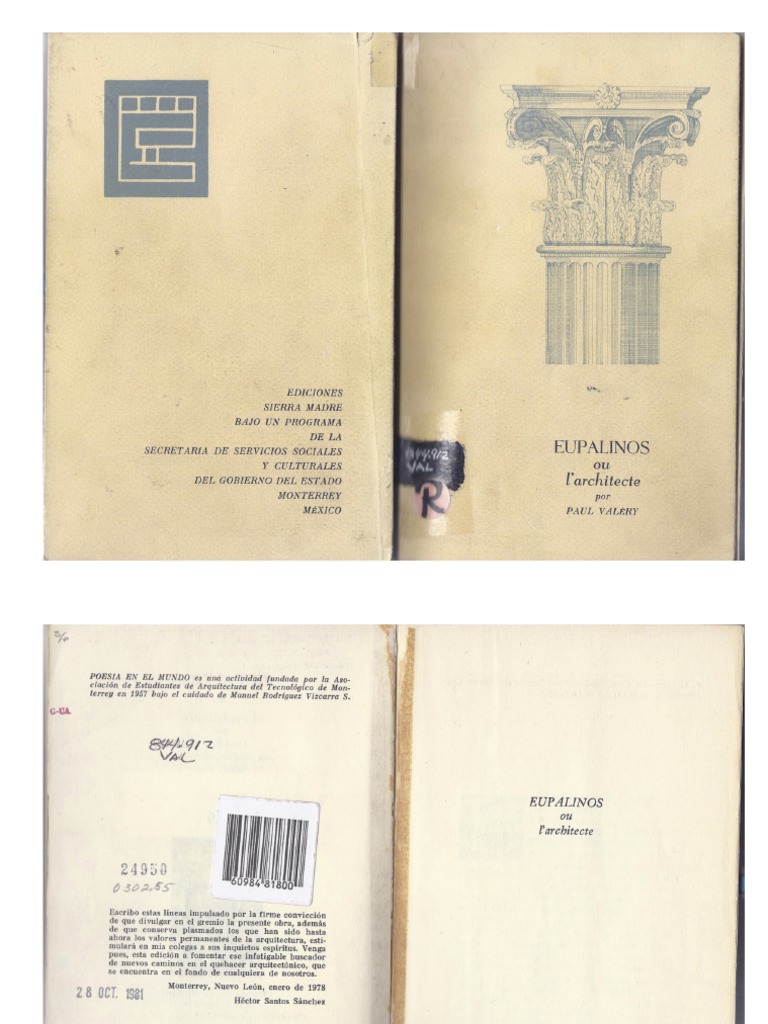 EDICIONES
SIERRA MADRE
BAJO UN PROGRAMA
DE LA
SECRETARIA DE SERVICIOS SOCIALES
Y CULTURALES
DEL GOBIERNO DEL ESTADO
MONTERREY
MÉXICO
VAL
R
EUPALINOS
ou
l'architecte
por
PAUL VALÉRY
POESIA EN EL MUNDO es una actividad fundada por la Aso-
ciación de Estudiantes de Arquitectura del Tecnológico de Mon-
terrey en 1957 bajo el cuidado de Manuel Rodríguez Vizcarra S.
G-UA
844.912
VAL
60984 81800
24950
030255
Escribo estas líneas impulsado por la firme convicción
de que divulgar en el gremio la presente obra, además
de que conserva plasmados los que han sido hasta
ahora los valores permanentes de la arquitectura, esti-
mulará en mis colegas a sus inquietos espíritus. Venga
pues, esta edición a fomentar ese infatigable buscador
de nuevos caminos en el quehacer arquitectónico, que
se encuentra en el fondo de cualquiera de nosotros.
Monterrey, Nuevo León, enero de 1978
Héctor Santos Sánchez
28 OCT. 1981
EUPALINOS
ou
l'architecte